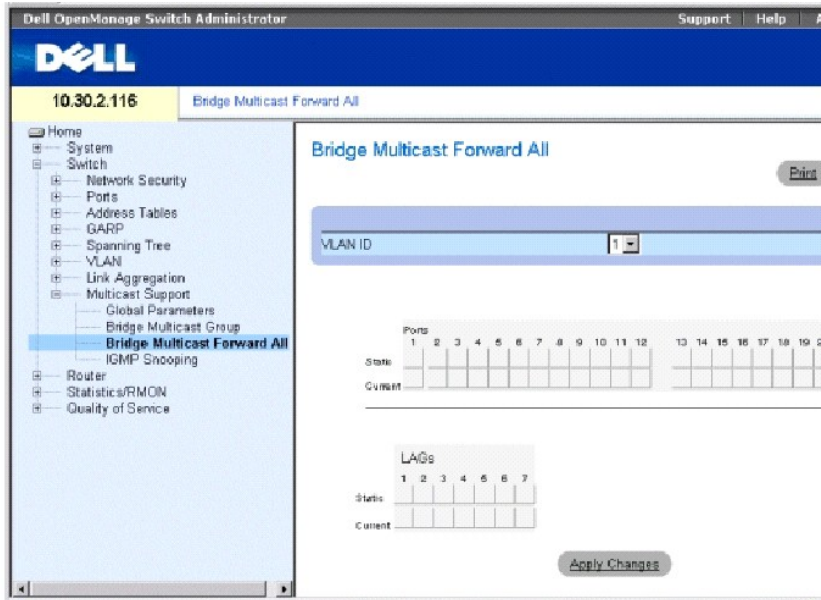 Dell OpenManage Switch Administrator Support Help
DELL
10.30.2.116 Bridge Multicast Forward All
Home
System
Switch
Network Security
Ports
Address Tables
GARP
Spanning Tree
VLAN
Link Aggregation
Multicast Support
Global Parameters
Bridge Multicast Group
Bridge Multicast Forward All
IGMP Snooping
Router
Statistics/RMON
Quality of Service
Bridge Multicast Forward All
Print
VLAN ID 1
Ports
1 2 3 4 5 6 7 8 9 10 11 12 13 14 15 16 17 18 19
Static
Current
LAGs
1 2 3 4 5 6 7
Static
Current
Apply Changes